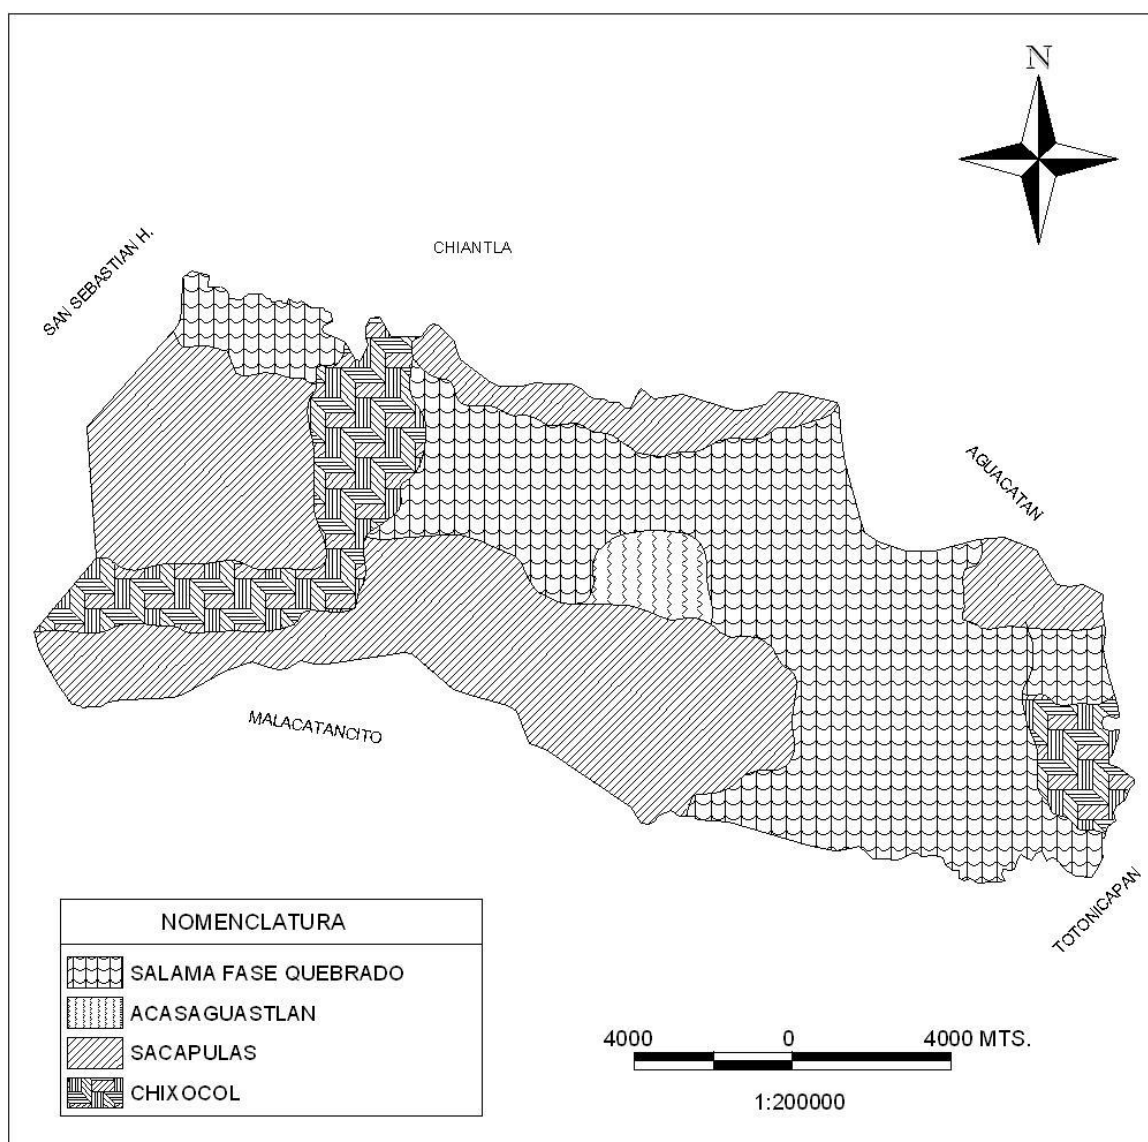 N
CHIANTLA
SAN SEBASTIAN H.
AGUACATAN
MALACATANCITO
TOTONICAPAN
NOMENCLATURA
SALAMA FASE QUEBRADO
ACASAGUASTLAN
SACAPULAS
CHIXOCOL
4000 0 4000 MTS.
1:200000